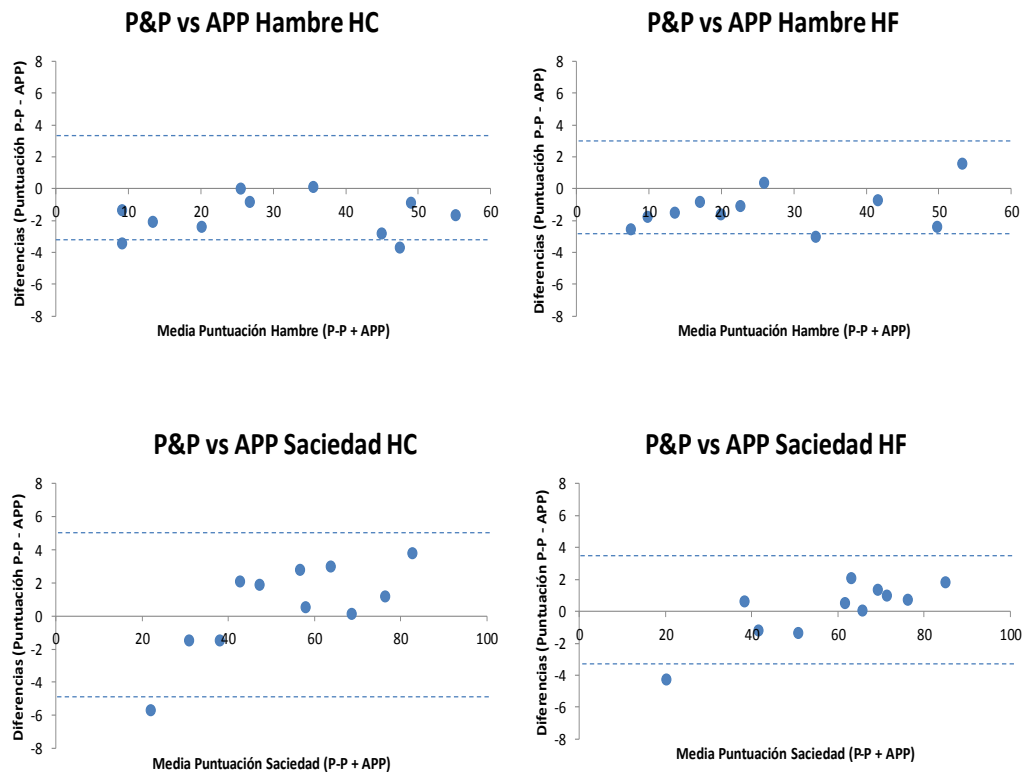 P&P vs APP Hambre HC
Diferencias (Puntuación P-P - APP)
8
6
4
2
0
-2
-4
-6
-8
0 10 20 30 40 50 60
Media Puntuación Hambre (P-P + APP)
P&P vs APP Hambre HF
Diferencias (Puntuación P-P - APP)
8
6
4
2
0
-2
-4
-6
-8
0 10 20 30 40 50 60
Media Puntuación Hambre (P-P + APP)
P&P vs APP Saciedad HC
Diferencias (Puntuación P-P - APP)
8
6
4
2
0
-2
-4
-6
-8
0 20 40 60 80 100
Media Puntuación Saciedad (P-P + APP)
P&P vs APP Saciedad HF
Diferencias (Puntuación P-P - APP)
8
6
4
2
0
-2
-4
-6
-8
0 20 40 60 80 100
Media Puntuación Saciedad (P-P + APP)